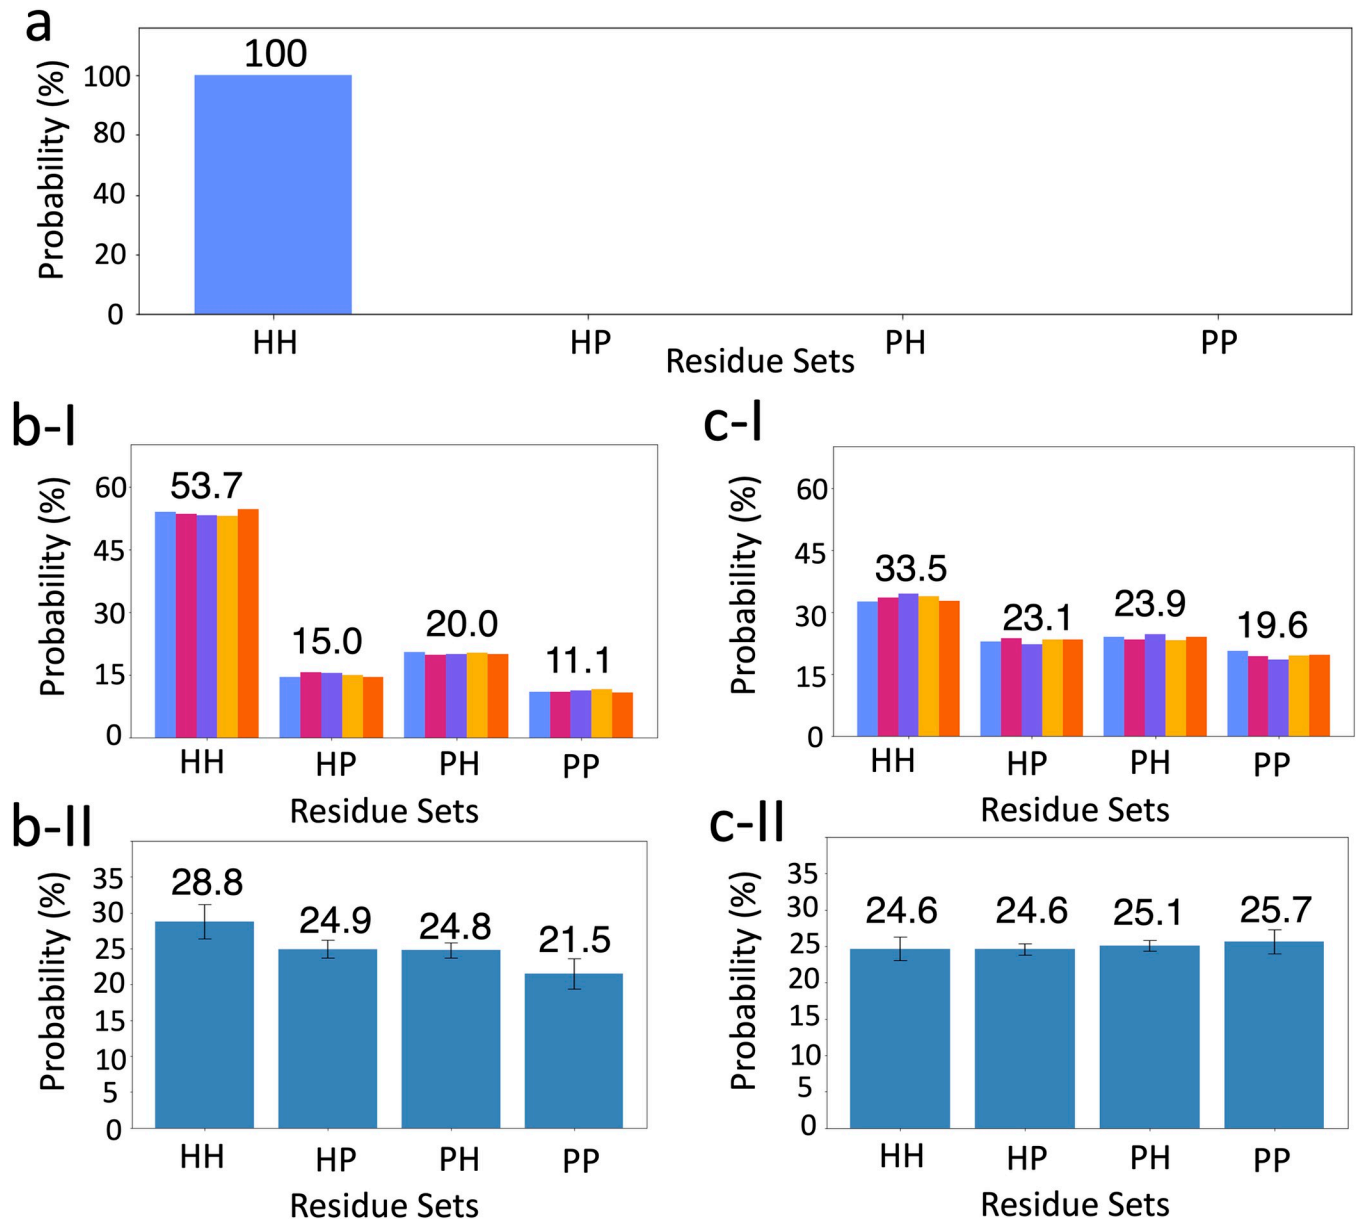 a
Probability (%)
100
100
80
40
20
0
HH HP PH PP
Residue Sets
b-I
Probability (%)
60
45
30
15
0
53.7
15.0
20.0
11.1
HH HP PH PP
Residue Sets
c-I
Probability (%)
60
45
30
15
0
33.5
23.1
23.9
19.6
HH HP PH PP
Residue Sets
b-II
Probability (%)
35
30
25
20
15
10
5
0
28.8
24.9
24.8
21.5
HH HP PH PP
Residue Sets
c-II
Probability (%)
35
30
25
20
15
10
5
0
24.6
24.6
25.1
25.7
HH HP PH PP
Residue Sets